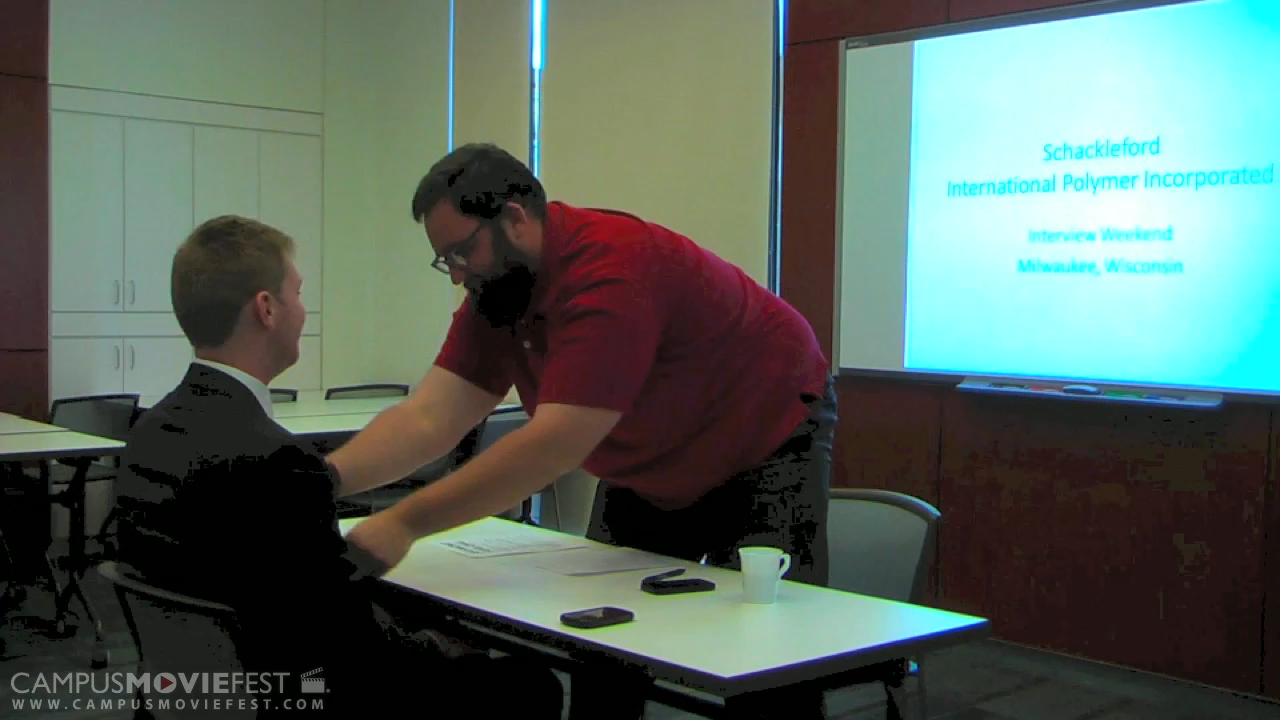 Schackleford
International Polymer Incorporated
Interview Weekend
Milwaukee, Wisconsin
CAMPUSMOVIEFEST
WWW.CAMPUSMOVIEFEST.COM